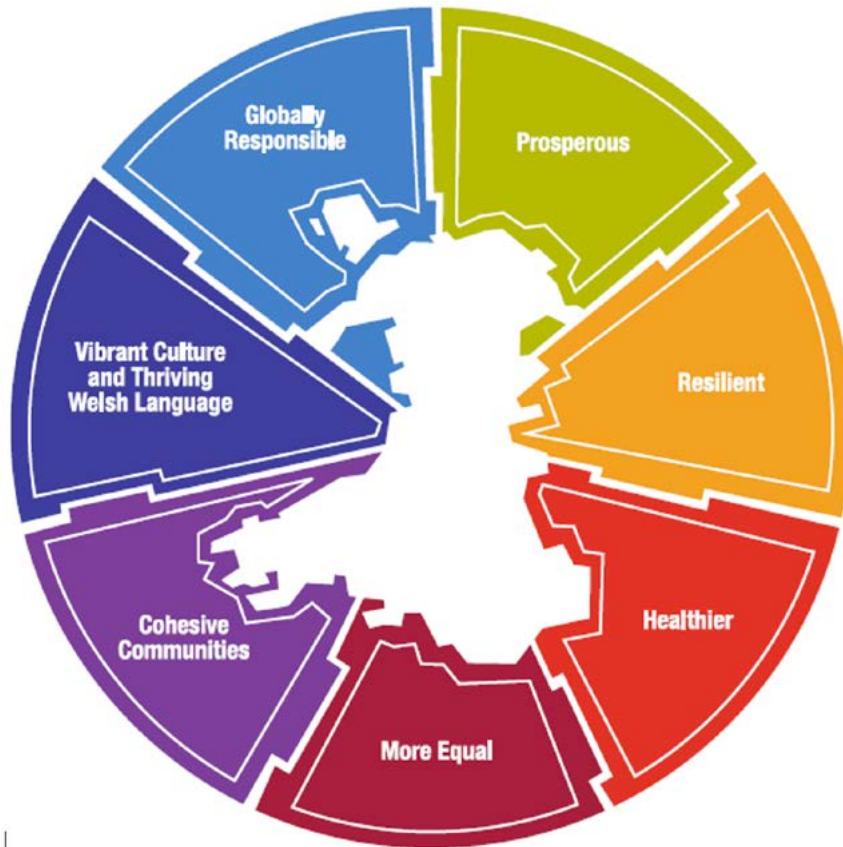 Globally
Responsible
Prosperous
Resilient
Healthier
More Equal
Cohesive
Communities
Vibrant Culture
and Thriving
Welsh Language